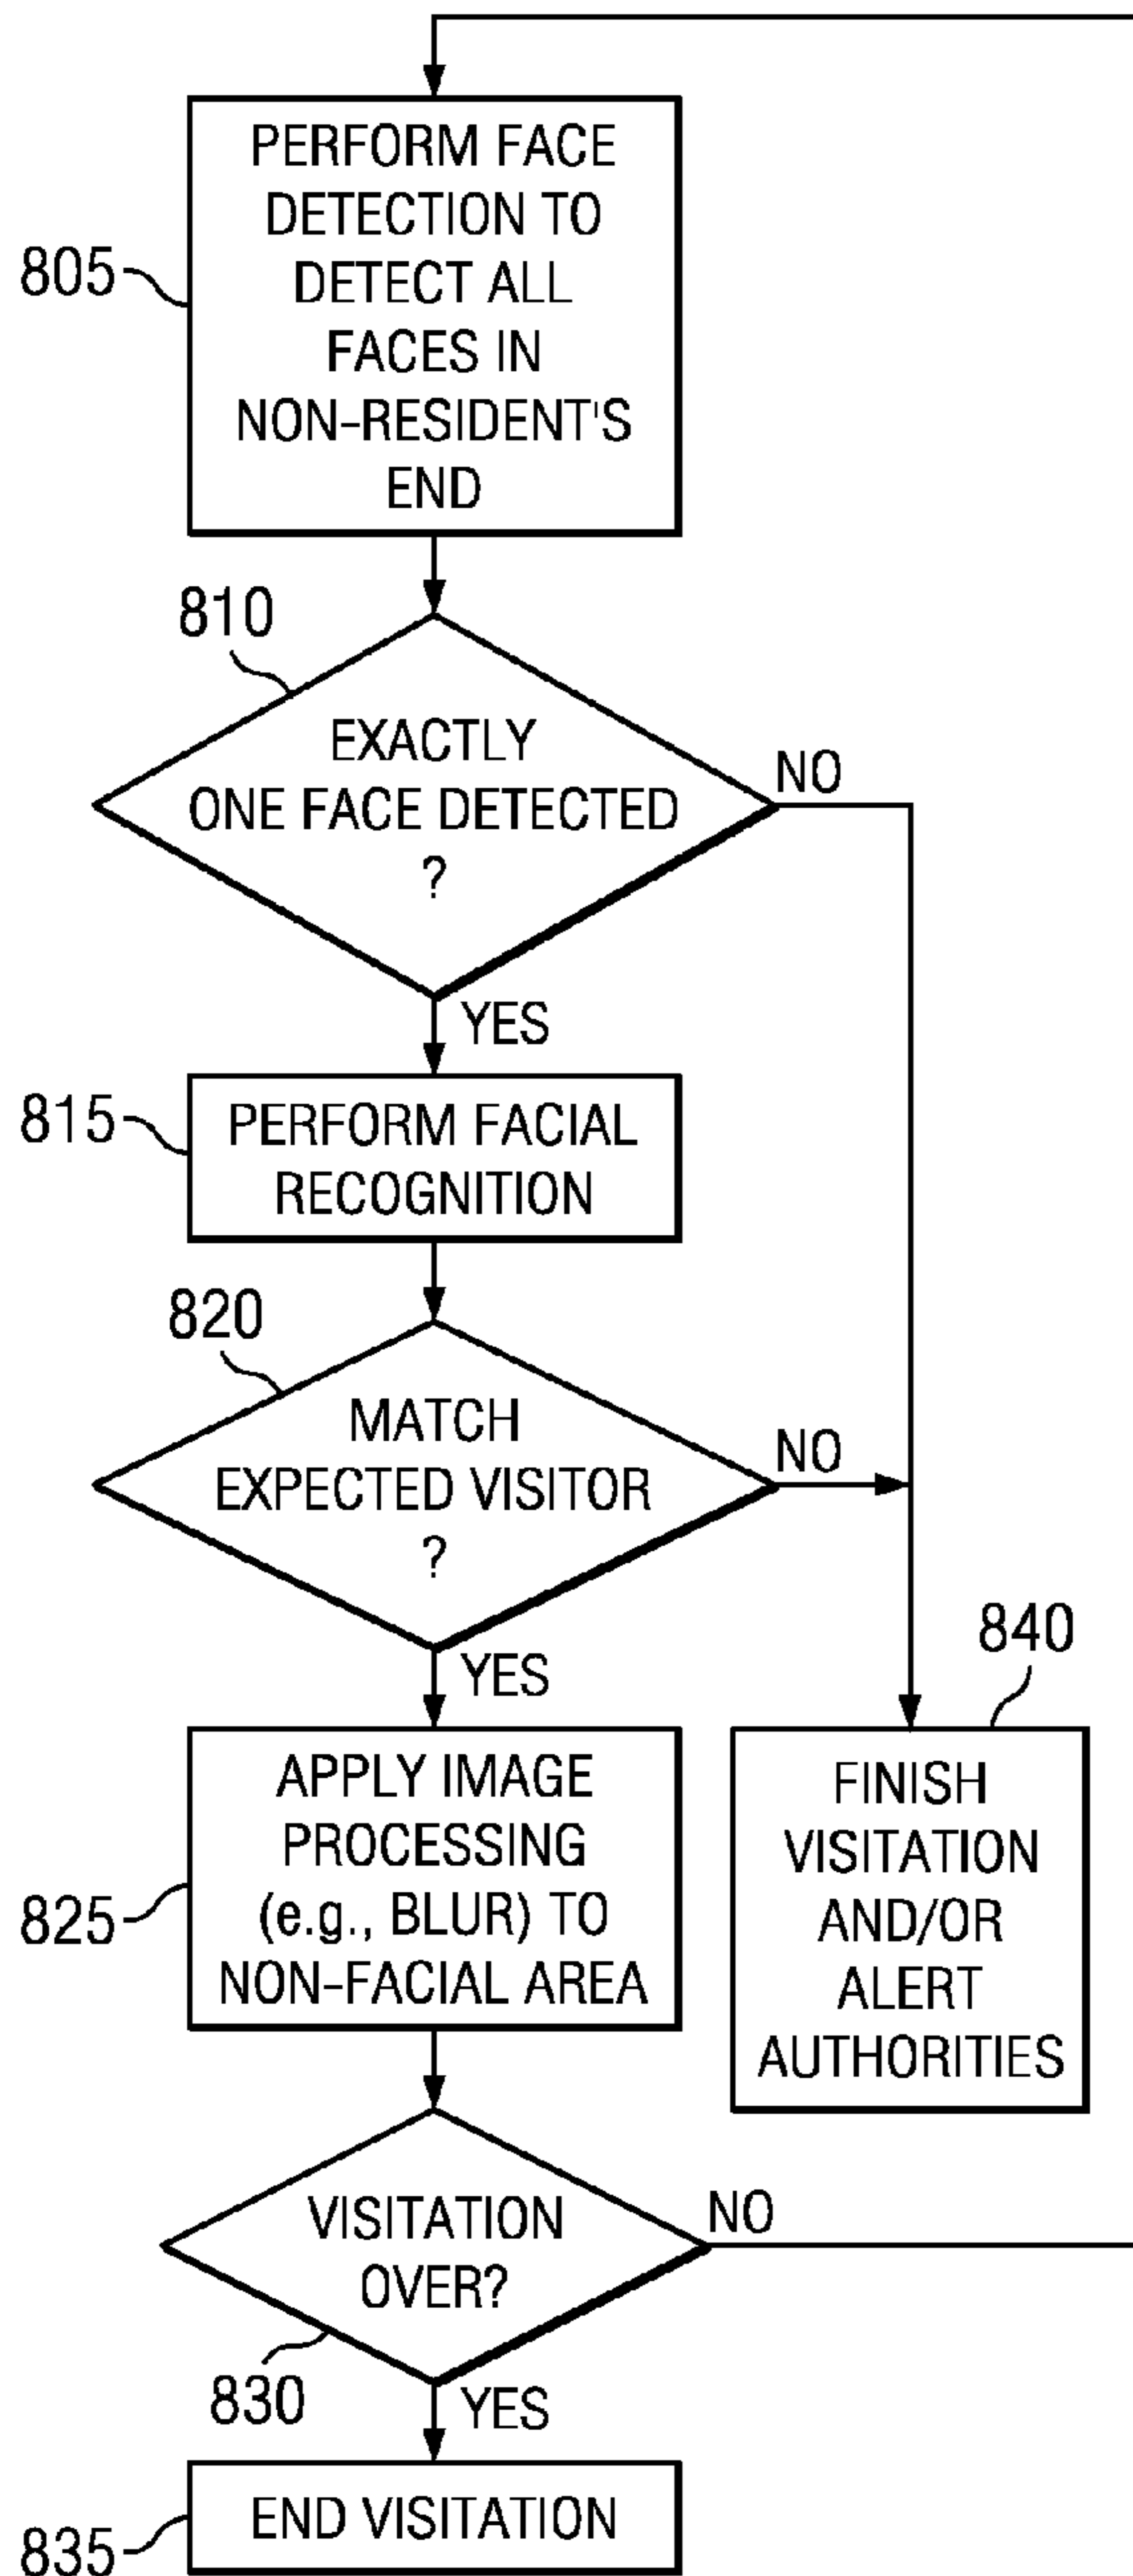 805
PERFORM FACE
DETECTION TO
DETECT ALL
FACES IN
NON-RESIDENT'S
END
810
EXACTLY
ONE FACE DETECTED
?
NO
YES
815
PERFORM FACIAL
RECOGNITION
820
MATCH
EXPECTED VISITOR
?
NO
YES
825
APPLY IMAGE
PROCESSING
(e.g., BLUR) TO
NON-FACIAL AREA
840
FINISH
VISITATION
AND/OR
ALERT
AUTHORITIES
VISITATION
OVER?
NO
830
YES
835
END VISITATION